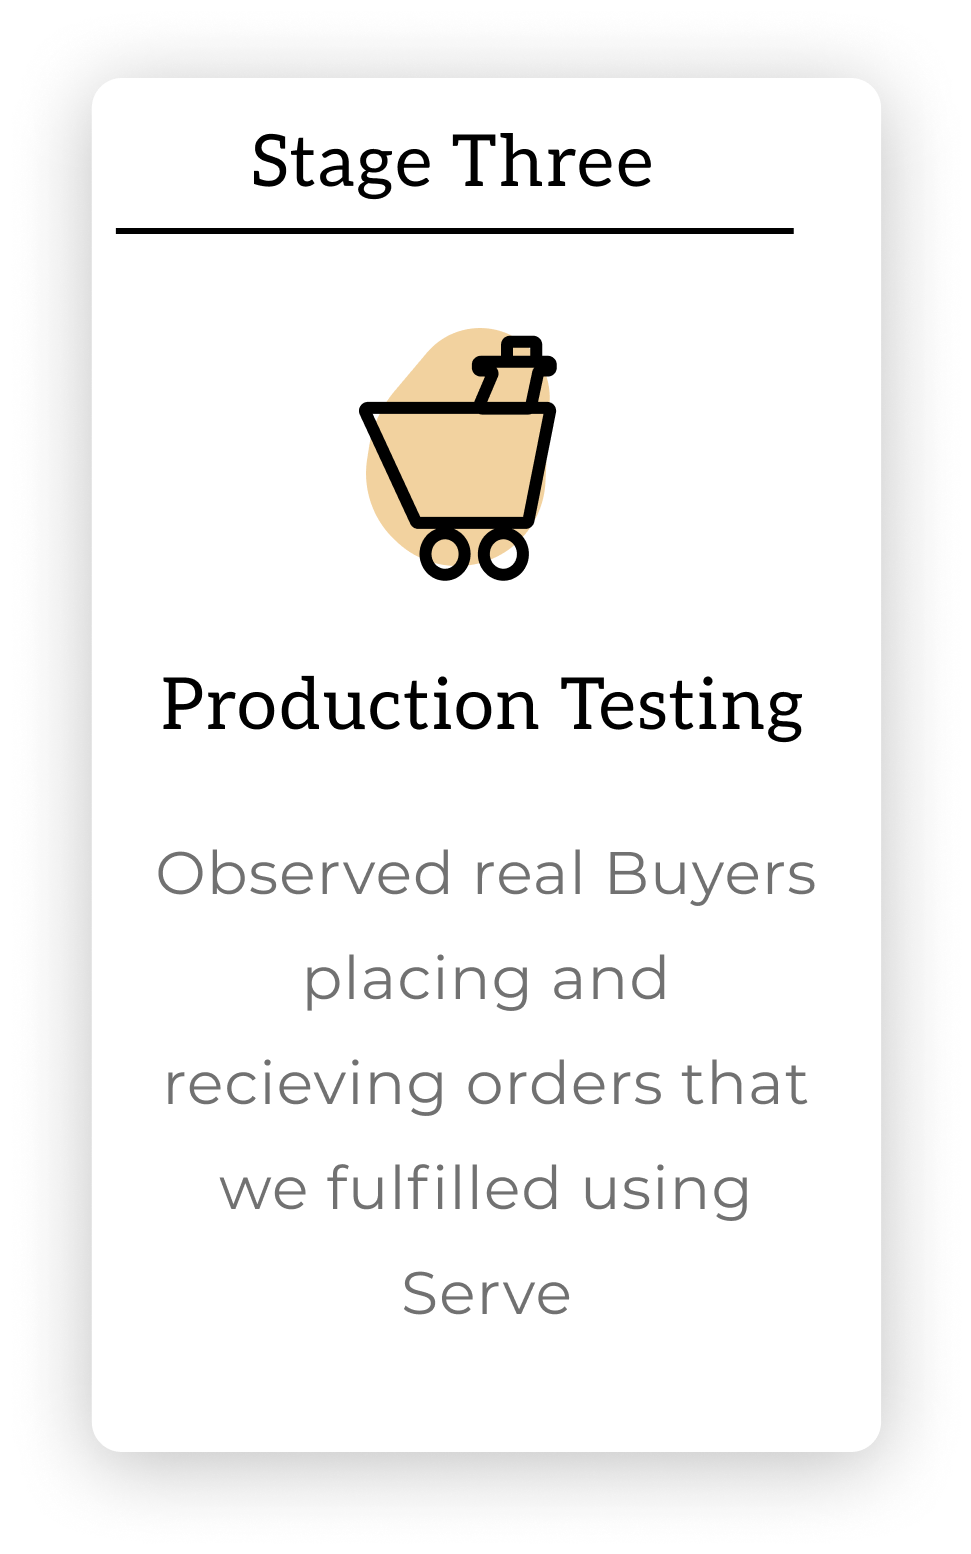 Stage Three
Production Testing
Observed real Buyers
placing and
recieving orders that
we fulfilled using
Serve